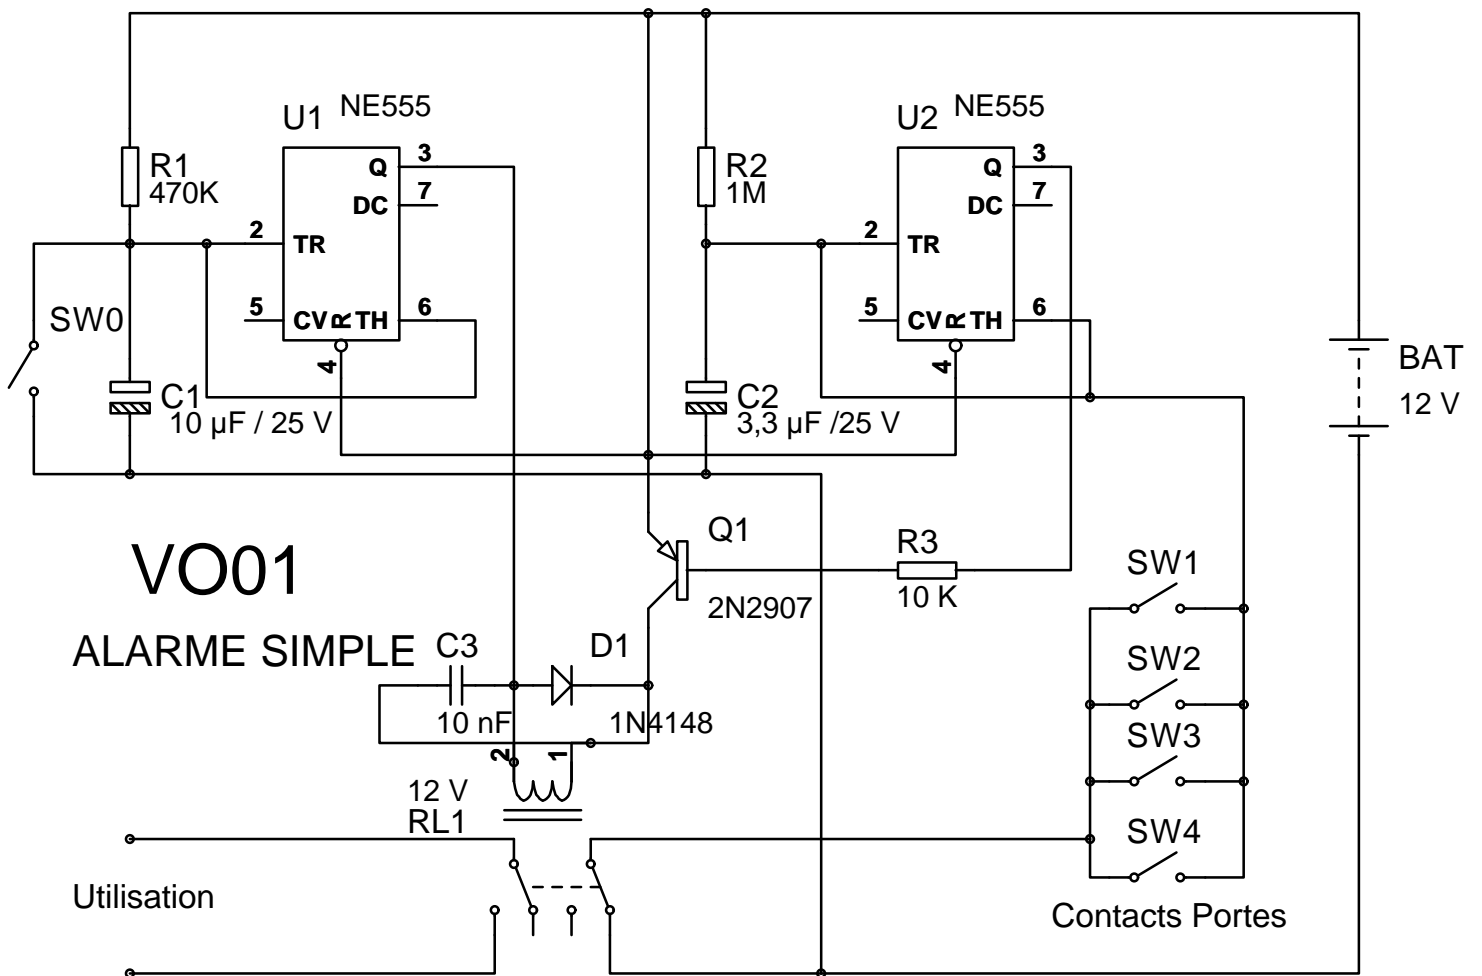 U1 NE555
U2 NE555
R1
470K
3
Q
7
DC
2
TR
5
CV R TH
6
4
R2
1M
3
Q
7
DC
2
TR
5
CV R TH
6
4
SW0
C1
10 µF / 25 V
C2
3,3 µF /25 V
BAT
12 V
VO01
ALARME SIMPLE
Q1
2N2907
R3
10 K
C3
10 nF
D1
1N4148
2
1
12 V
RL1
SW1
SW2
SW3
SW4
Utilisation
Contacts Portes